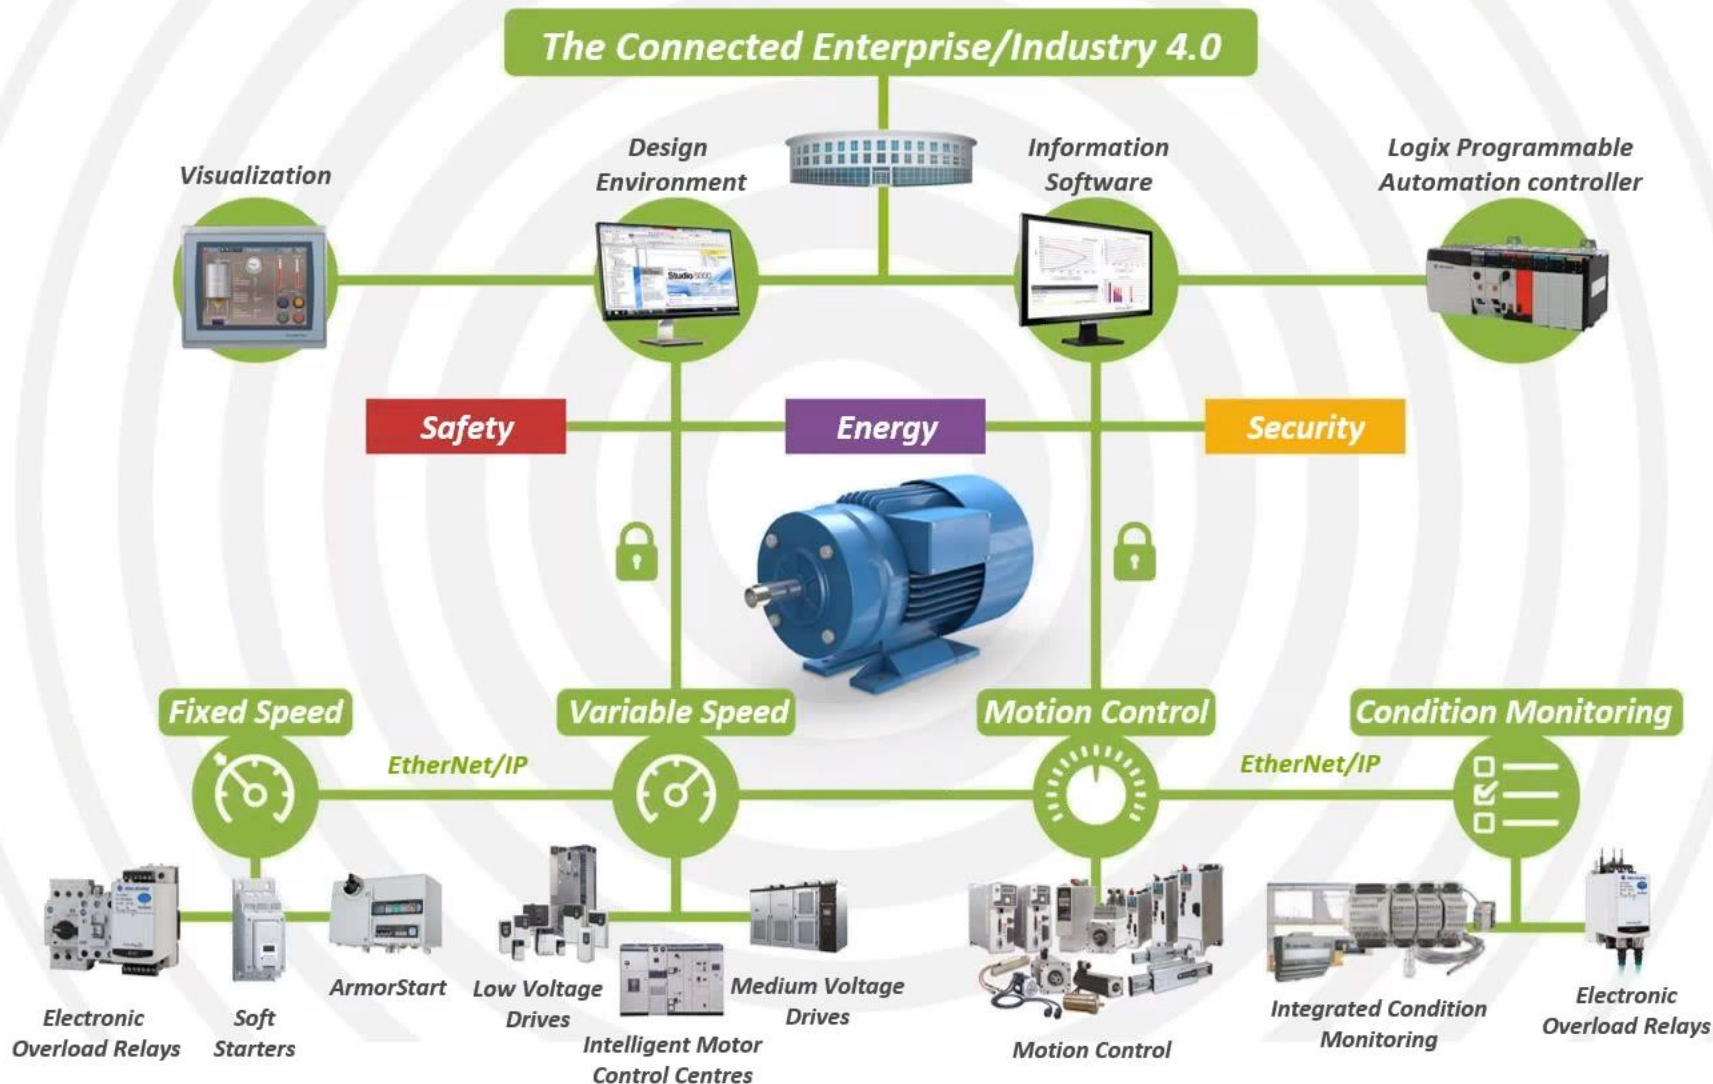 The Connected Enterprise/Industry 4.0
Visualization
Design
Environment
Information
Software
Logix Programmable
Automation controller
Studio 5000
Safety
Energy
Security
Fixed Speed
Variable Speed
Motion Control
Condition Monitoring
EtherNet/IP
EtherNet/IP
Electronic
Overload Relays
Soft
Starters
ArmorStart
Low Voltage
Drives
Intelligent Motor
Control Centres
Medium Voltage
Drives
Motion Control
Integrated Condition
Monitoring
Electronic
Overload Relays